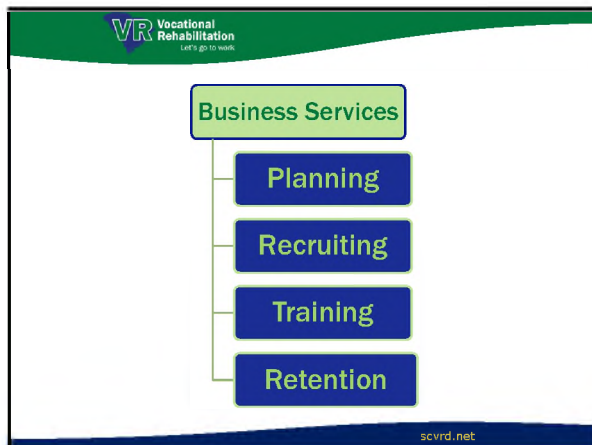 VR Vocational
Rehabilitation
Let's go to work
Business Services
Planning
Recruiting
Training
Retention
scvrd.net